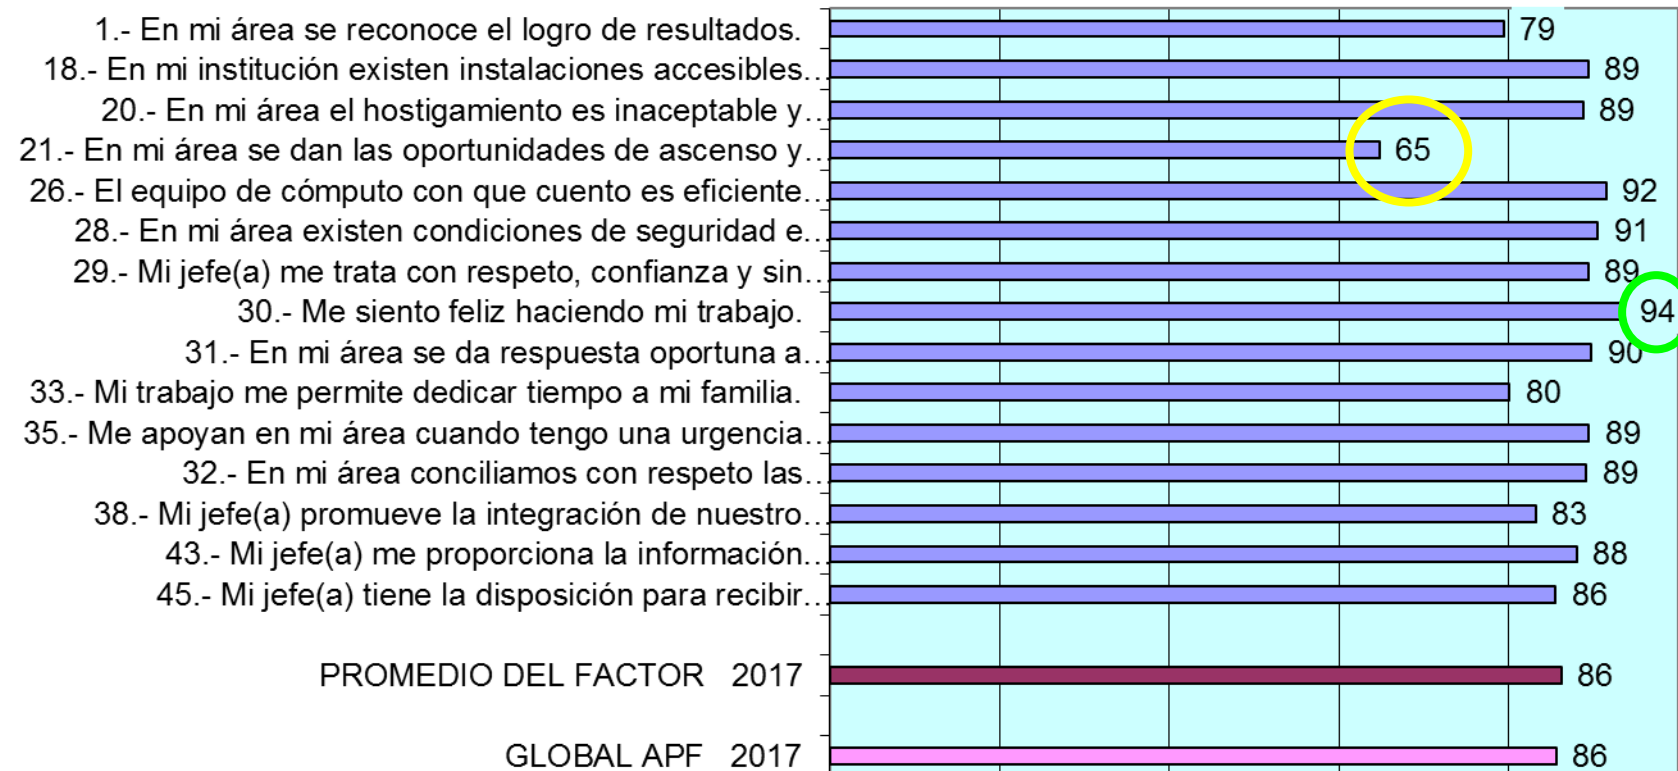 1.- En mi área se reconoce el logro de resultados. 79
18.- En mi institución existen instalaciones accesibles... 89
20.- En mi área el hostigamiento es inaceptable y... 89
21.- En mi área se dan las oportunidades de ascenso y... 65
26.- El equipo de cómputo con que cuento es eficiente... 92
28.- En mi área existen condiciones de seguridad e... 91
29.- Mi jefe(a) me trata con respeto, confianza y sin... 89
30.- Me siento feliz haciendo mi trabajo. 94
31.- En mi área se da respuesta oportuna a... 90
33.- Mi trabajo me permite dedicar tiempo a mi familia. 80
35.- Me apoyan en mi área cuando tengo una urgencia... 89
32.- En mi área conciliamos con respeto las... 89
38.- Mi jefe(a) promueve la integración de nuestro... 83
43.- Mi jefe(a) me proporciona la información... 88
45.- Mi jefe(a) tiene la disposición para recibir... 86
PROMEDIO DEL FACTOR 2017 86
GLOBAL APF 2017 86